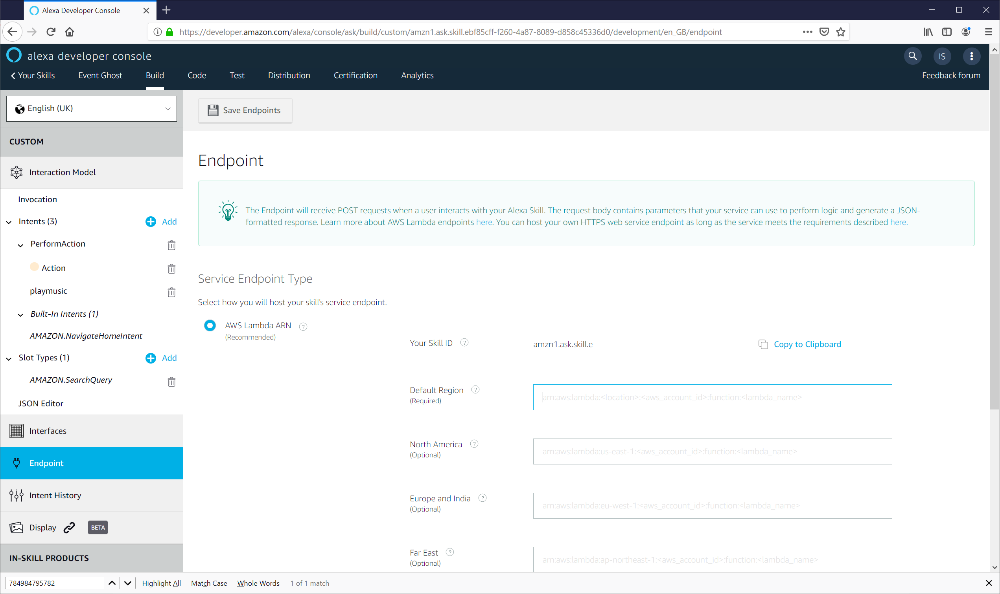 Alexa Developer Console
https://developer.amazon.com/alexa/console/ask/build/custom/amzn1.ask.skill.ebf85cff-f260-4a87-8089-d858c45336d0/development/en_GB/endpoint
alexa developer console
IS
Your Skills Event Ghost Build Code Test Distribution Certification Analytics Feedback forum
English (UK)
Save Endpoints
CUSTOM
Endpoint
Interaction Model
Invocation
The Endpoint will receive POST requests when a user interacts with your Alexa Skill. The request body contains parameters that your service can use to perform logic and generate a JSON-
formatted response. Learn more about AWS Lambda endpoints here. You can host your own HTTPS web service endpoint as long as the service meets the requirements described here.
Intents (3) Add
PerformAction
Action
playmusic
Built-In Intents (1)
AMAZON.NavigateHomeIntent
Slot Types (1) Add
AMAZON.SearchQuery
JSON Editor
Interfaces
Endpoint
Intent History
Display BETA
IN-SKILL PRODUCTS
Service Endpoint Type
Select how you will host your skill's service endpoint.
AWS Lambda ARN ?
(Recommended)
Your Skill ID ? amzn1.ask.skill.e Copy to Clipboard
Default Region ? arn:aws:lambda:<location>:<aws_account_id>:function:<lambda_name>
(Required)
North America ? arn:aws:lambda:us-east-1:<aws_account_id>:function:<lambda_name>
(Optional)
Europe and India ? arn:aws:lambda:eu-west-1:<aws_account_id>:function:<lambda_name>
(Optional)
Far East ? arn:aws:lambda:ap-northeast-1:<aws_account_id>:function:<lambda_name>
(Optional)
784984795782 Highlight All Match Case Whole Words 1 of 1 match